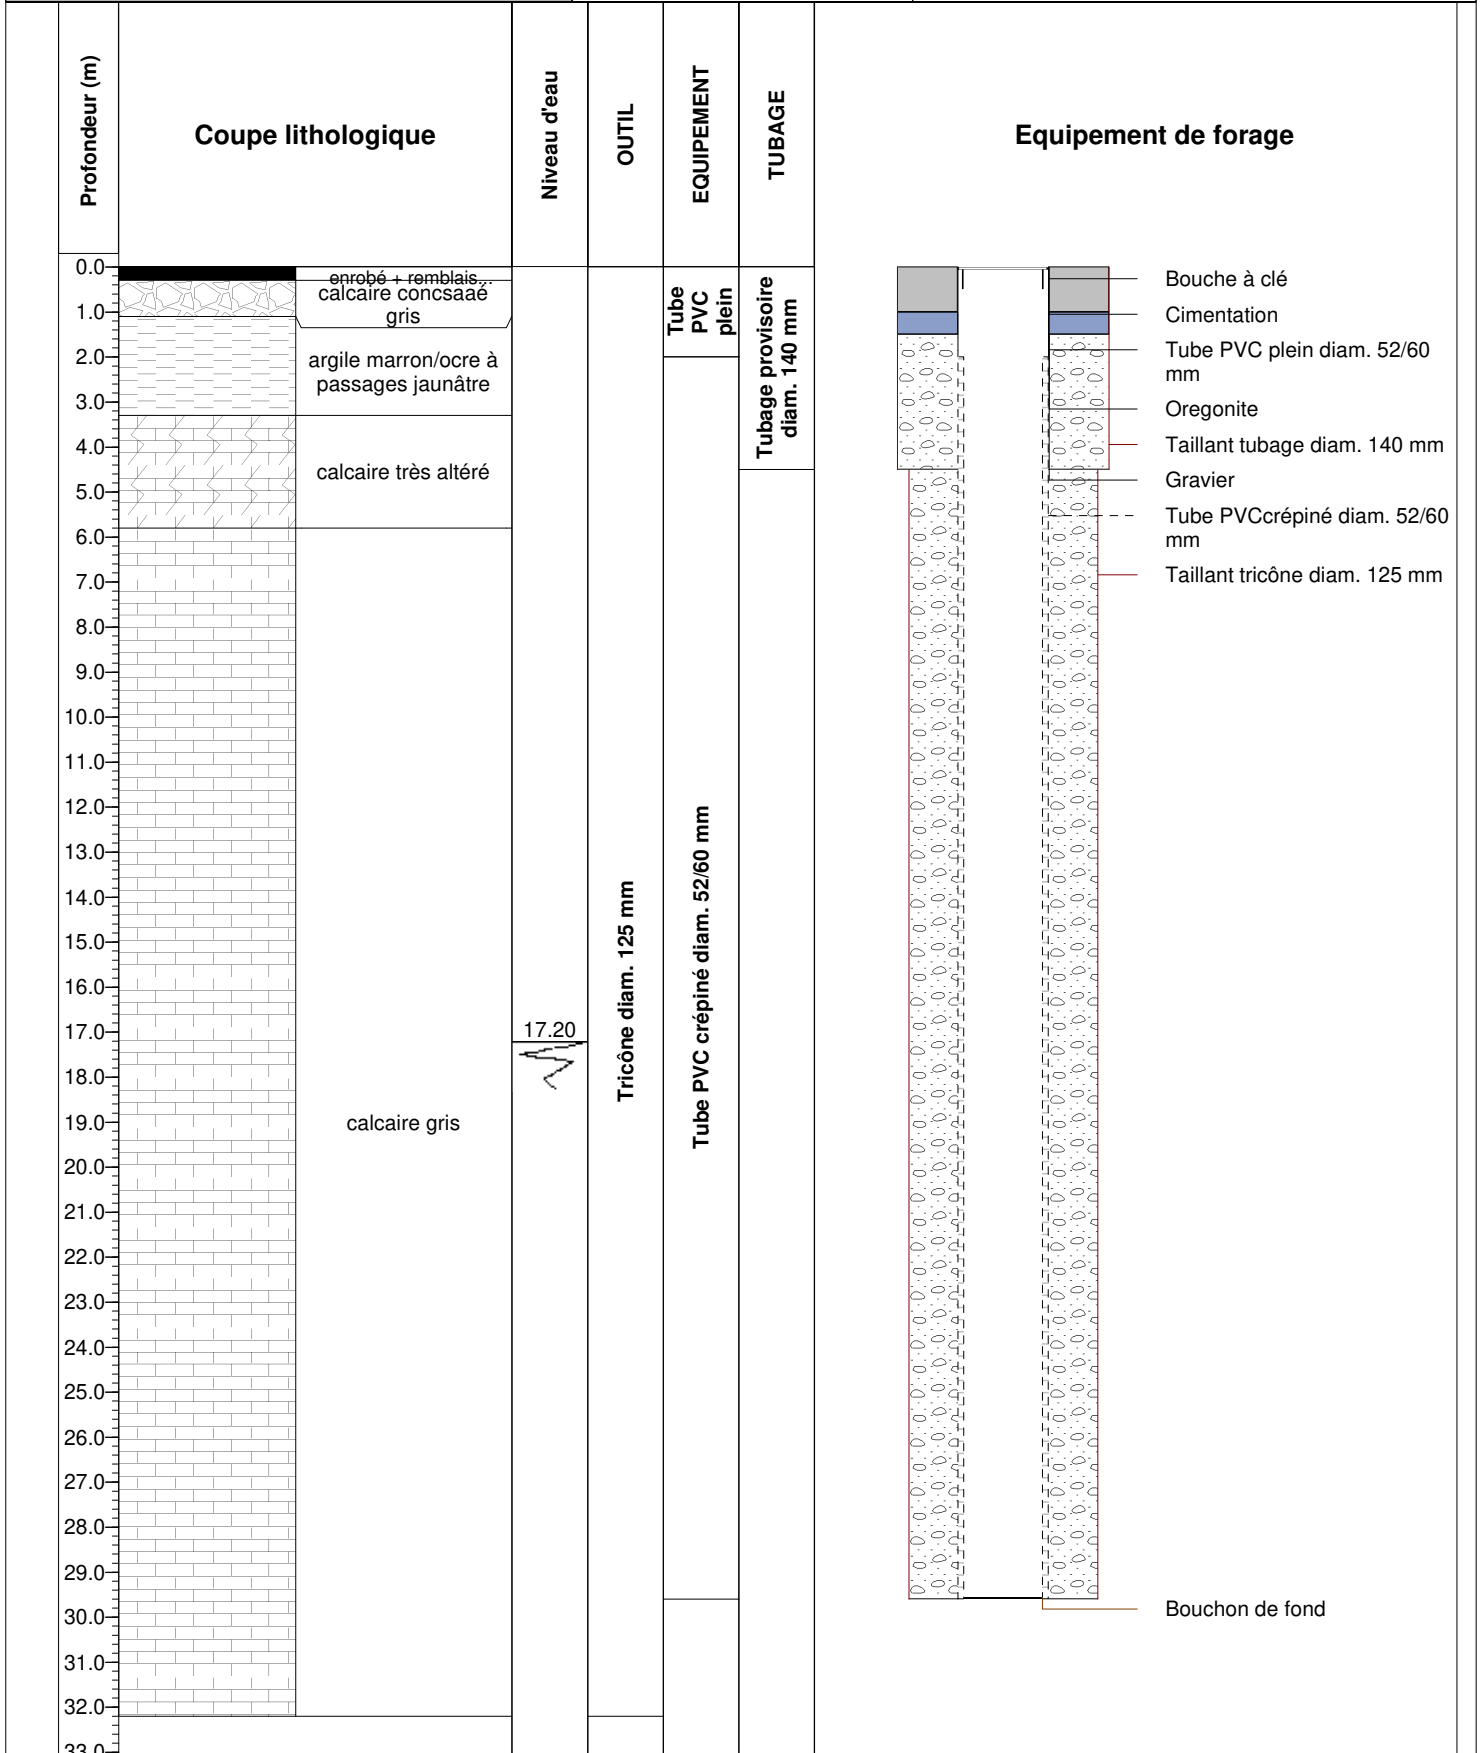 Profondeur (m)
Coupe lithologique
Niveau d'eau
OUTIL
EQUIPEMENT
TUBAGE
Equipement de forage
0.0
1.0
2.0
3.0
4.0
5.0
6.0
7.0
8.0
9.0
10.0
11.0
12.0
13.0
14.0
15.0
16.0
17.0
18.0
19.0
20.0
21.0
22.0
23.0
24.0
25.0
26.0
27.0
28.0
29.0
30.0
31.0
32.0
33.0
enrobé + remblais...
calcaire concsaaé
gris
argile marron/ocre à
passages jaunâtre
calcaire très altéré
calcaire gris
17.20
Tricône diam. 125 mm
Tube
PVC
plein
Tube PVC crépiné diam. 52/60 mm
Tubage provisoire
diam. 140 mm
Bouche à clé
Cimentation
Tube PVC plein diam. 52/60
mm
Oregonite
Taillant tubage diam. 140 mm
Gravier
Tube PVCcrépiné diam. 52/60
mm
Taillant tricône diam. 125 mm
Bouchon de fond